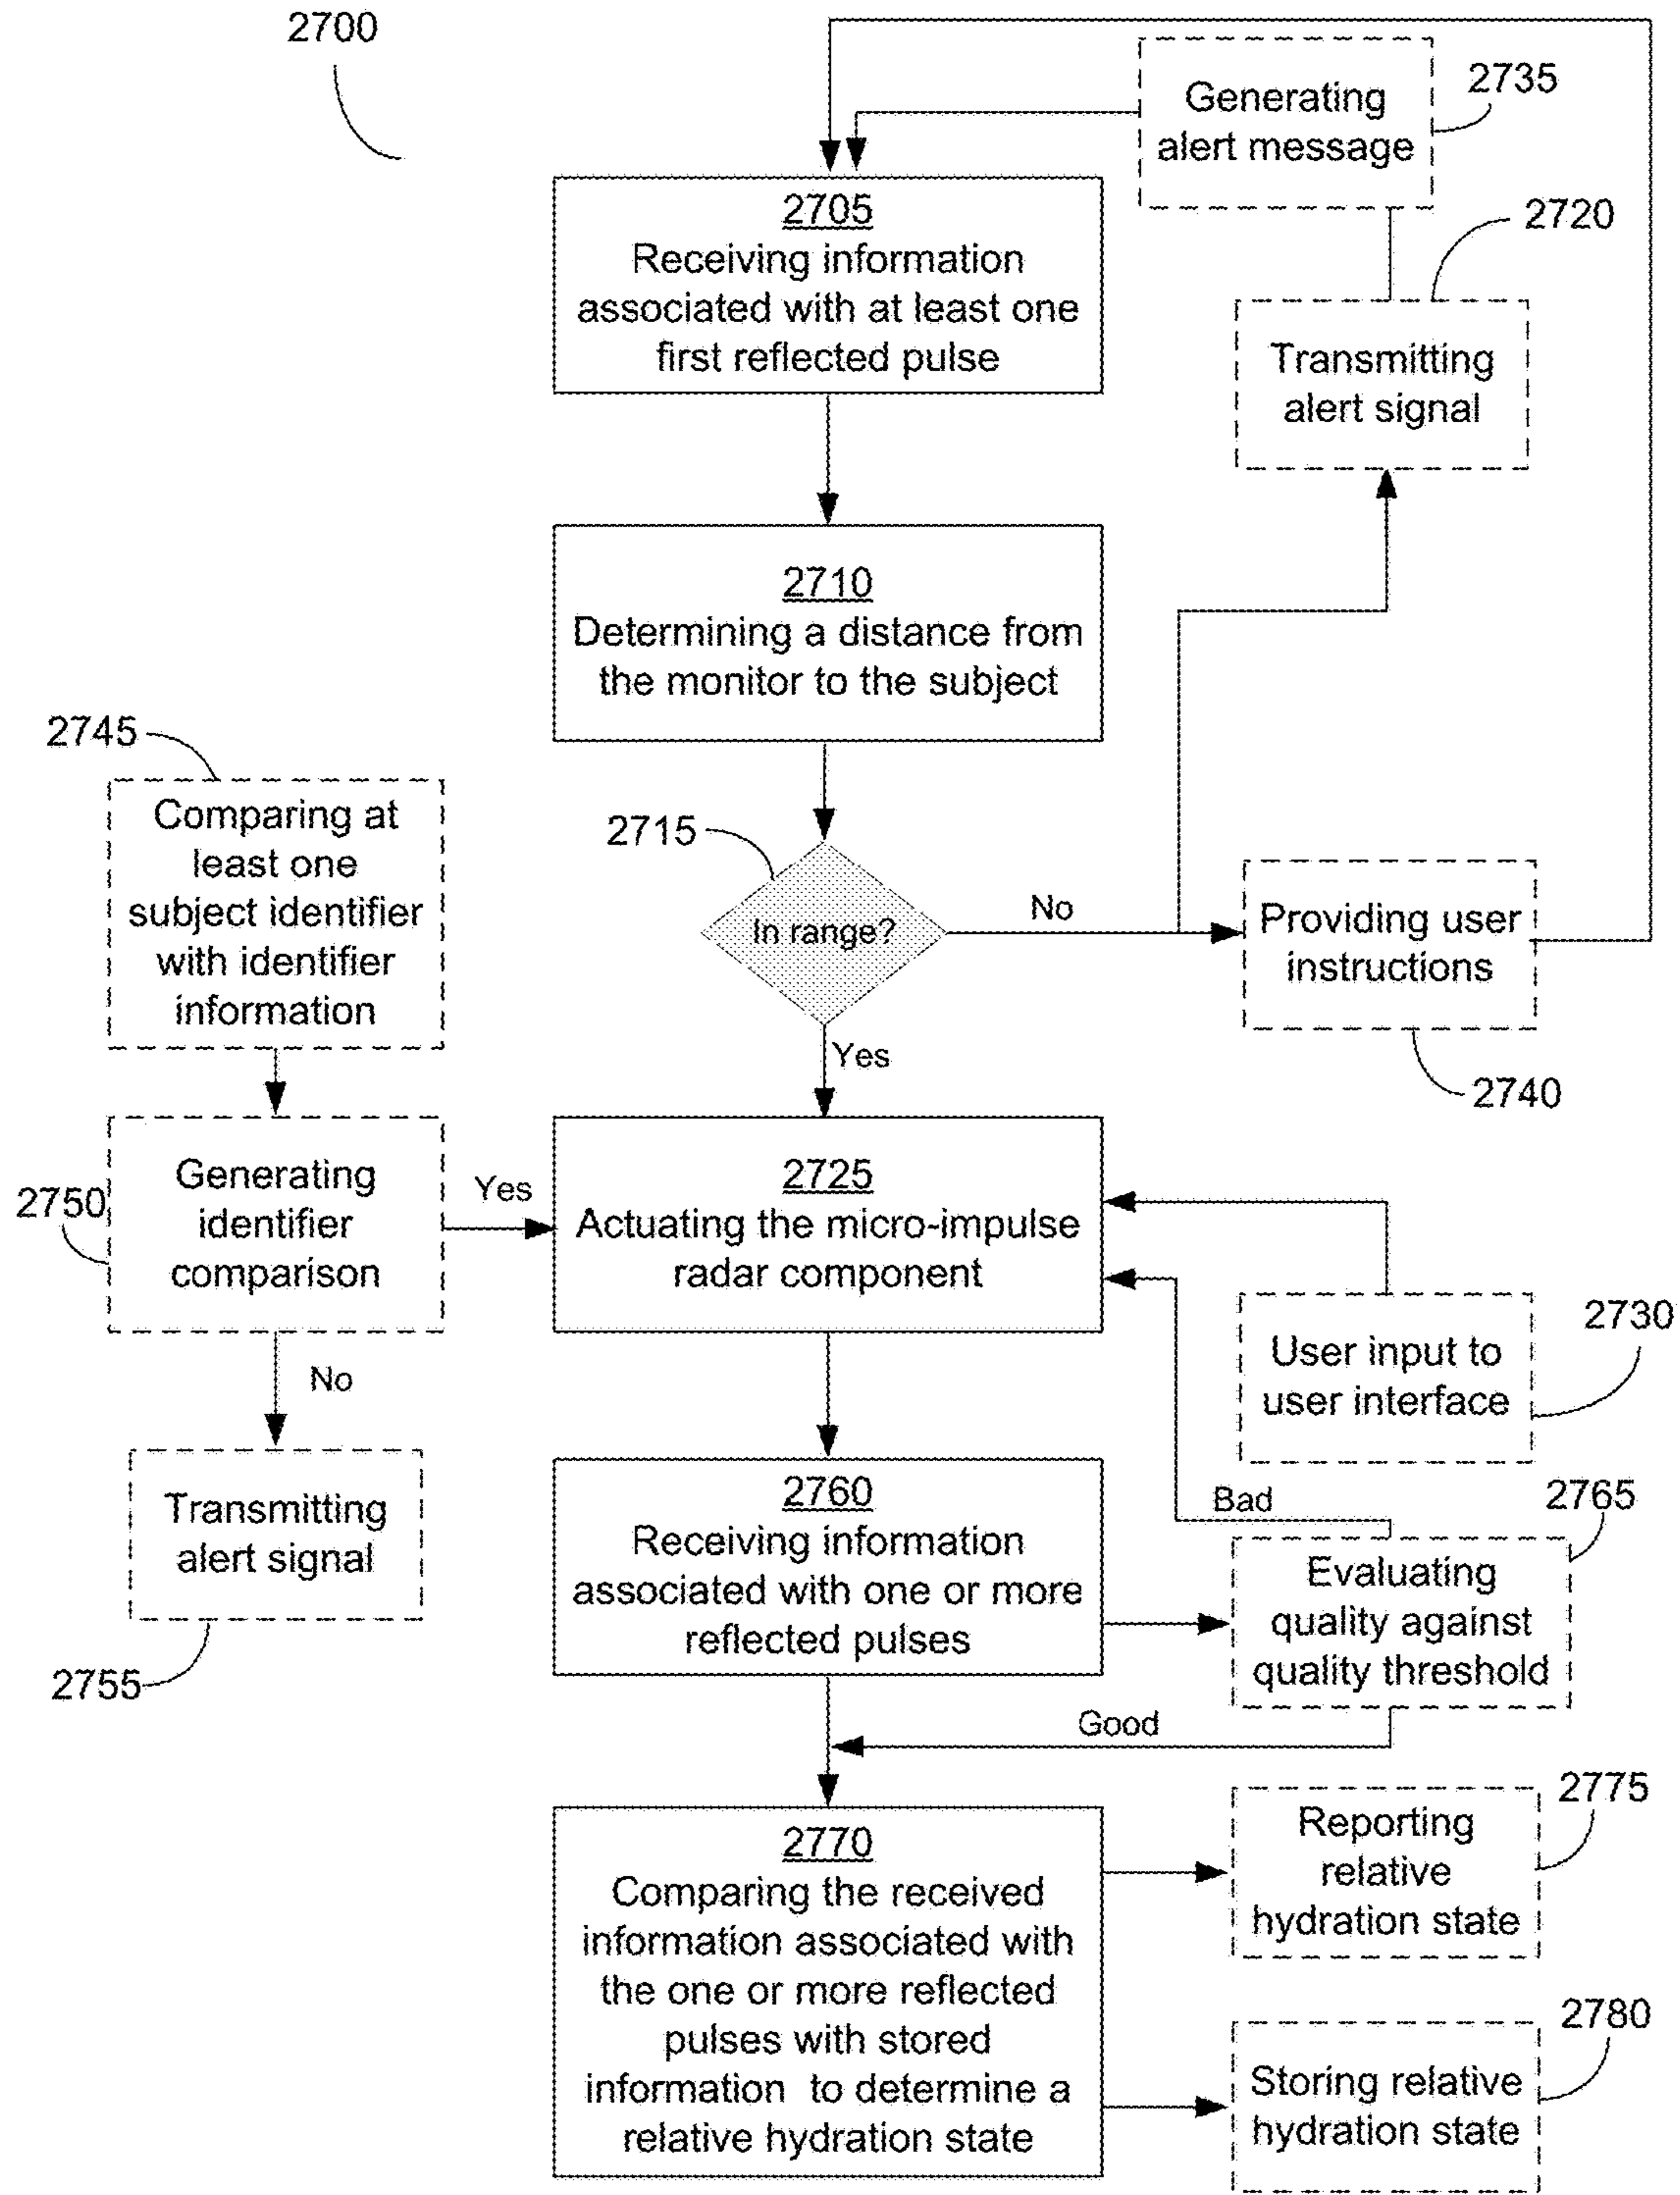 2700
Generating
alert message
2735
2705
Receiving information
associated with at least one
first reflected pulse
2720
Transmitting
alert signal
2710
Determining a distance from
the monitor to the subject
2745
Comparing at
least one
subject identifier
with identifier
information
2715
In range?
No
Providing user
instructions
2740
Yes
2750
Generating
identifier
comparison
Yes
2725
Actuating the micro-impulse
radar component
2730
User input to
user interface
No
Transmitting
alert signal
2755
2760
Receiving information
associated with one or more
reflected pulses
Bad
2765
Evaluating
quality against
quality threshold
Good
2770
Comparing the received
information associated with
the one or more reflected
pulses with stored
information to determine a
relative hydration state
2775
Reporting
relative
hydration state
2780
Storing relative
hydration state